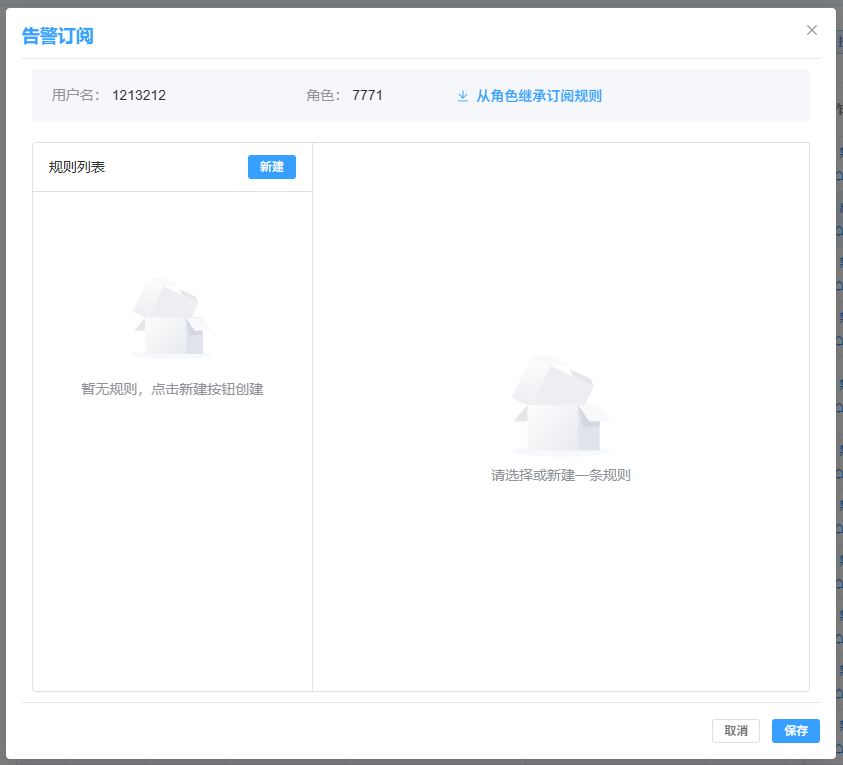 告警订阅
用户名： 1213212 角色： 7771 从角色继承订阅规则
规则列表 新建
暂无规则，点击新建按钮创建
请选择或新建一条规则
取消 保存